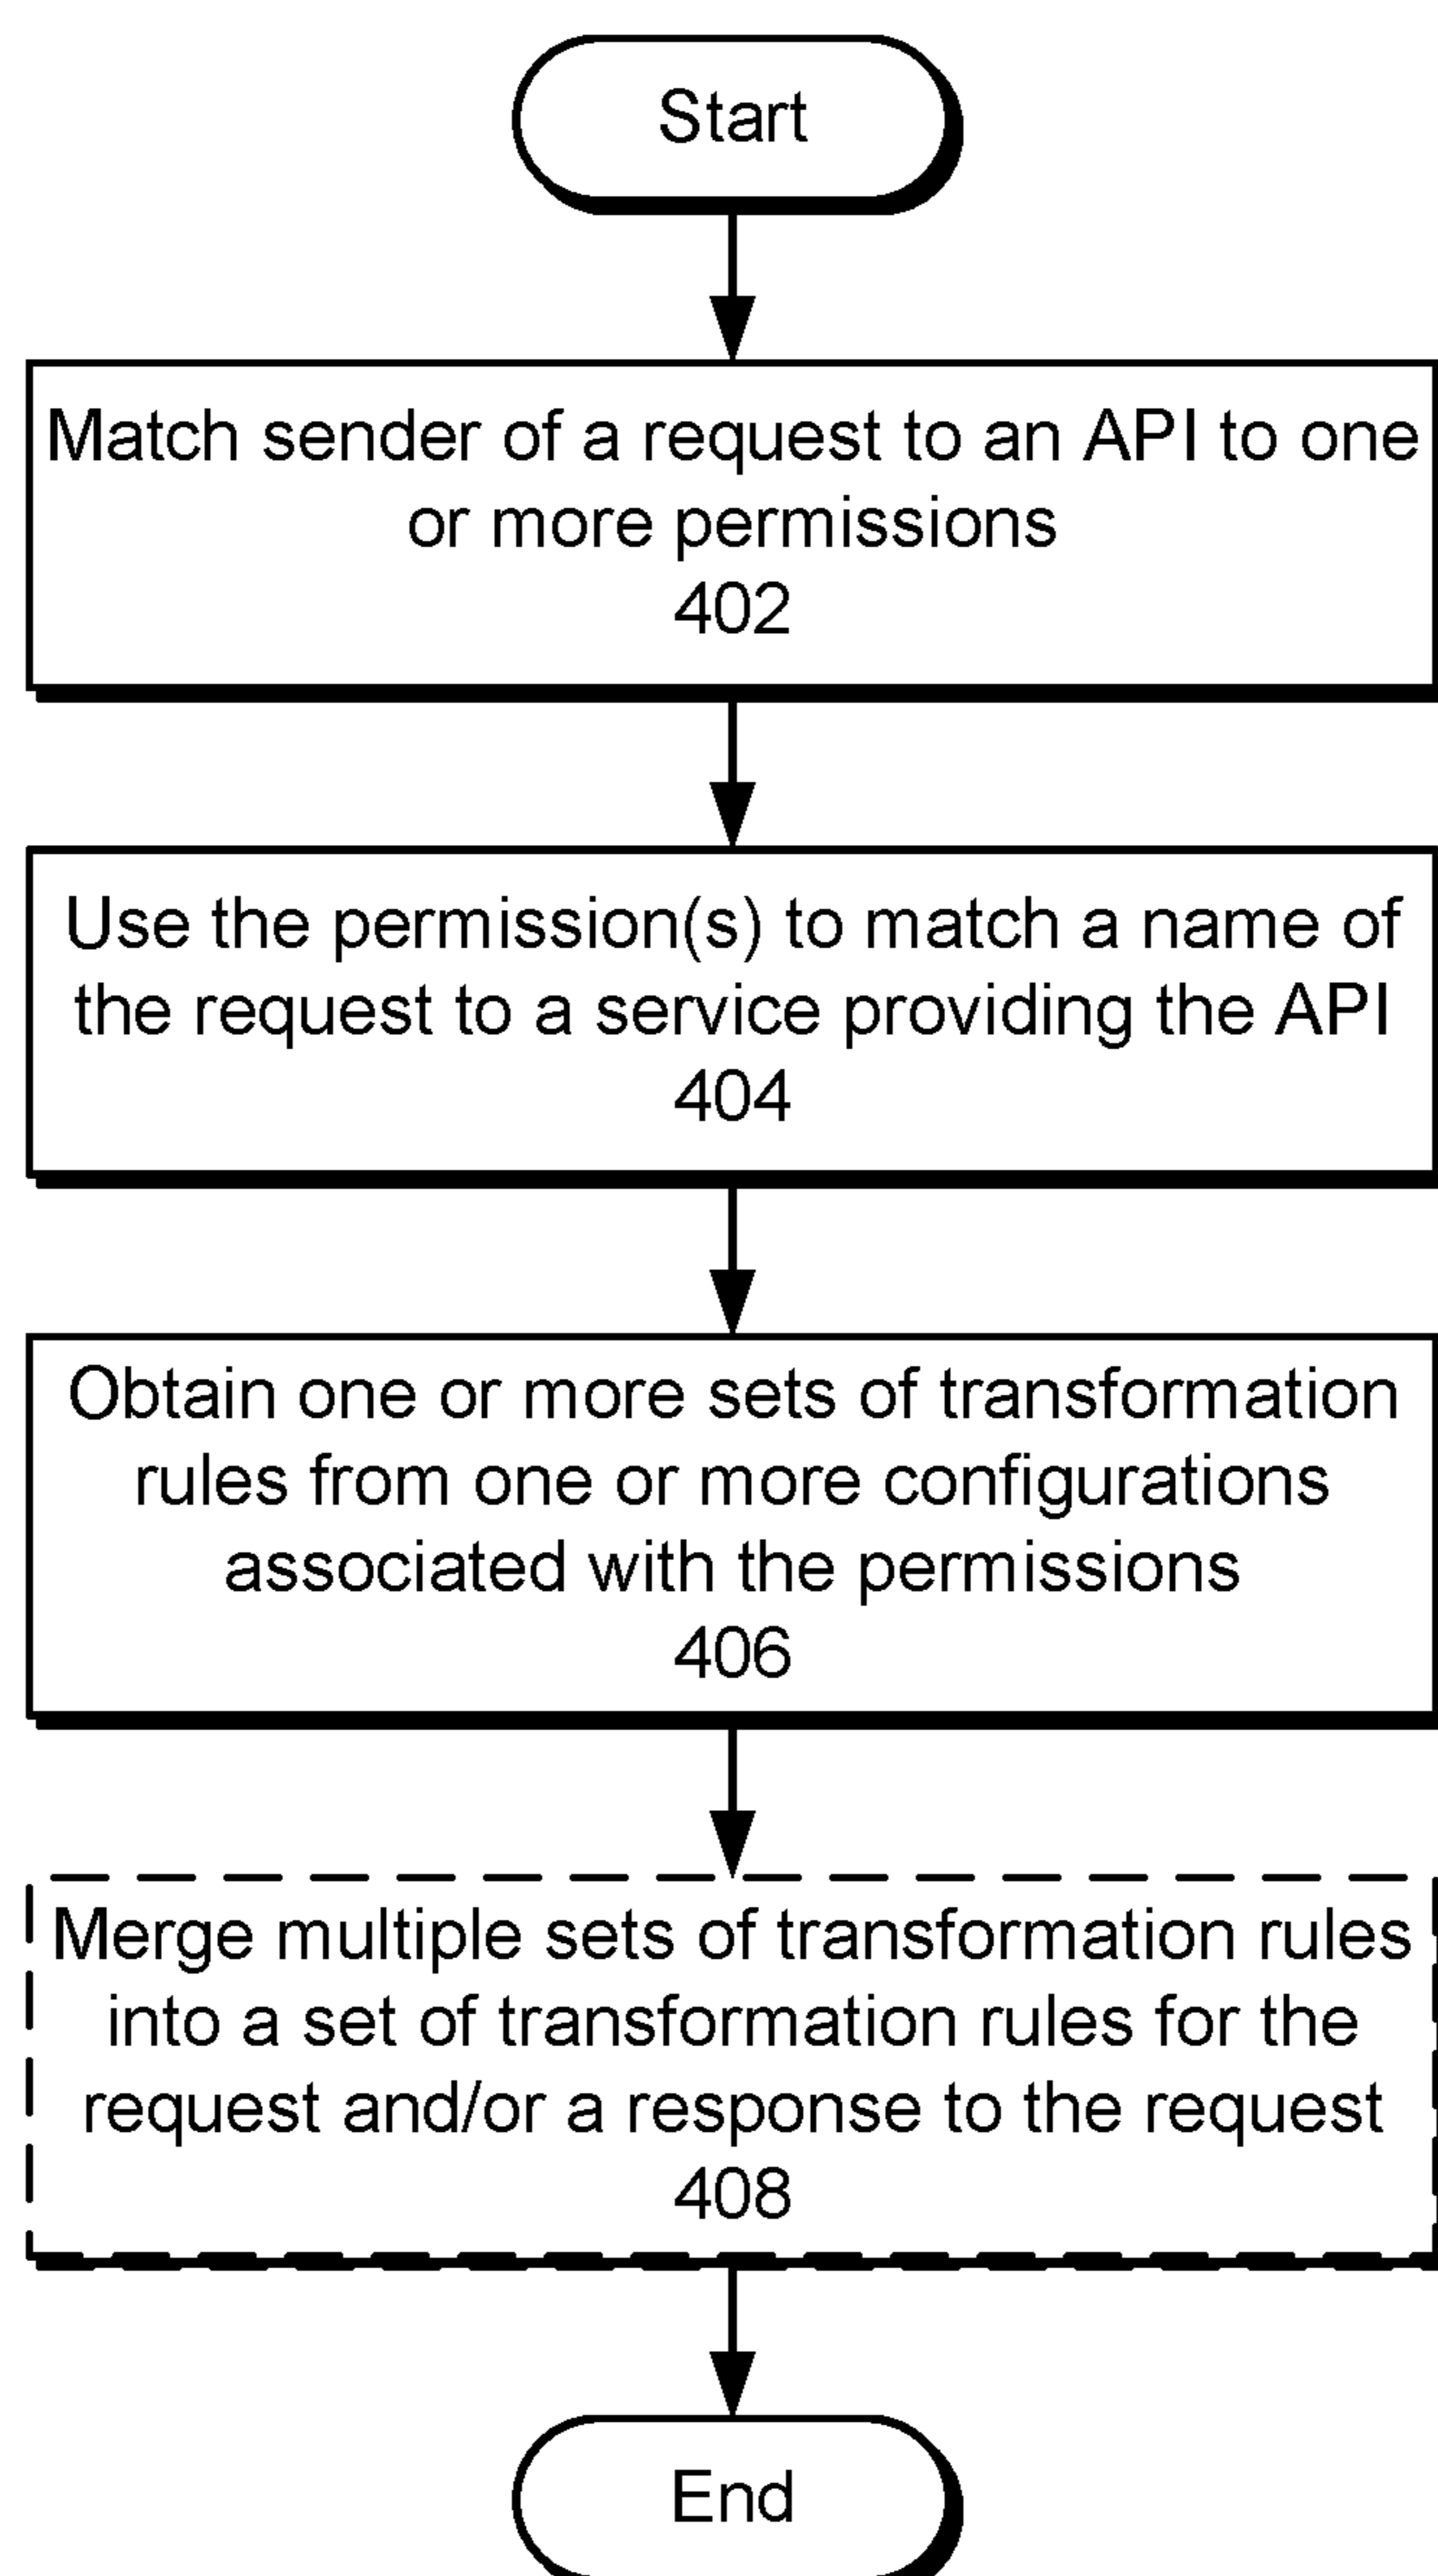 Start
Match sender of a request to an API to one
or more permissions
402
Use the permission(s) to match a name of
the request to a service providing the API
404
Obtain one or more sets of transformation
rules from one or more configurations
associated with the permissions
406
Merge multiple sets of transformation rules
into a set of transformation rules for the
request and/or a response to the request
408
End